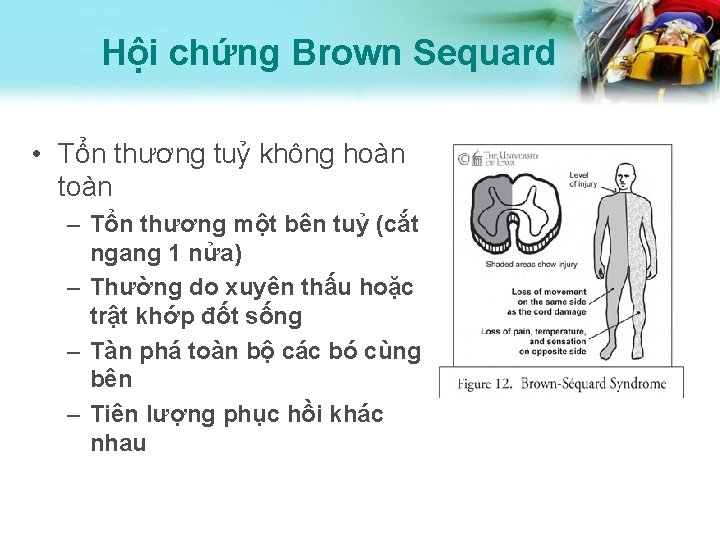 Hội chứng Brown Sequard
• Tổn thương tuỷ không hoàn
toàn
– Tổn thương một bên tuỷ (cắt
ngang 1 nửa)
– Thường do xuyên thấu hoặc
trật khớp đốt sống
– Tàn phá toàn bộ các bó cùng
bên
– Tiên lượng phục hồi khác
nhau
© THE UNIVERSITY
OF IOWA
Level
of injury
Shaded areas show injury
Loss of movement
on the same side
as the cord damage
Loss of pain, temperature,
and sensation
on opposite side
Figure 12. Brown-Séquard Syndrome